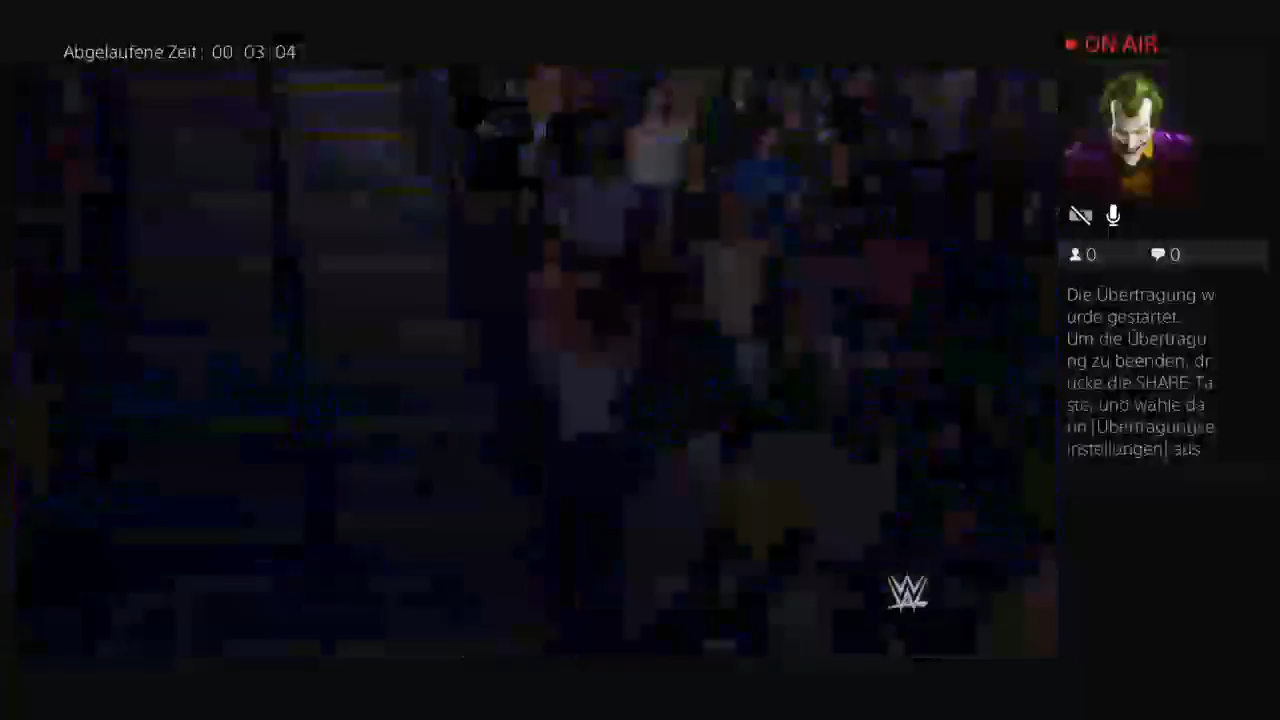 Abgelaufene Zeit: 00 03 04
ON AIR
0 0
Die Übertragung w
urde gestartet.
Um die Übertragu
ng zu beenden, dr
ücke die SHARE-Ta
ste, und wähle da
nn [Übertragungse
instellungen] aus
W